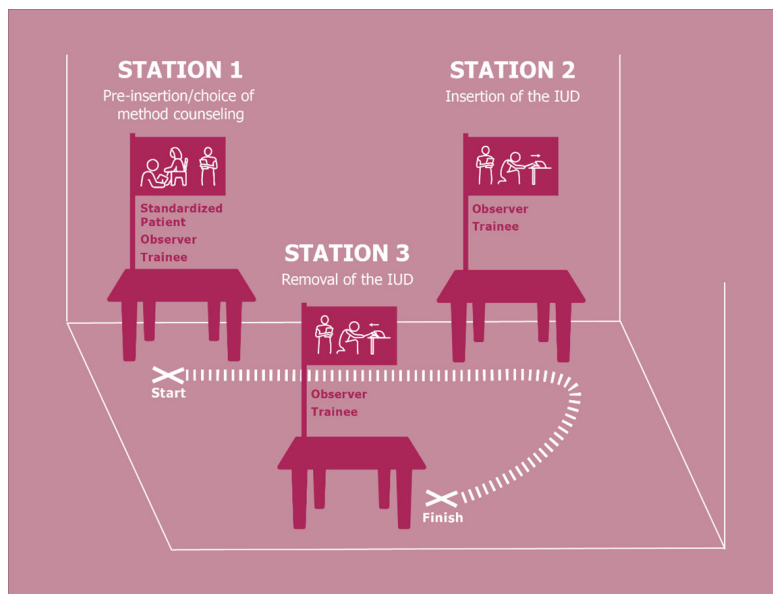 STATION 1
Pre-insertion/choice of
method counseling
Standardized
Patient
Observer
Trainee
STATION 2
Insertion of the IUD
Observer
Trainee
STATION 3
Removal of the IUD
Observer
Trainee
Start
Finish